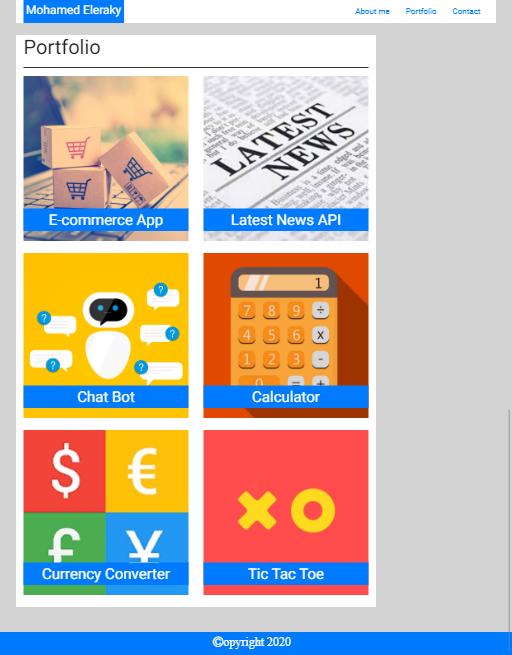 Mohamed Eleraky
About me Portfolio Contact
Portfolio
LATEST
NEWS
E-commerce App
Latest News API
?
?
?
?
?
Chat Bot
1
7 8 9 ÷
4 5 6 x
1 2 3 -
0 = +
Calculator
$ €
£ ¥
Currency Converter
Tic Tac Toe
©opyright 2020